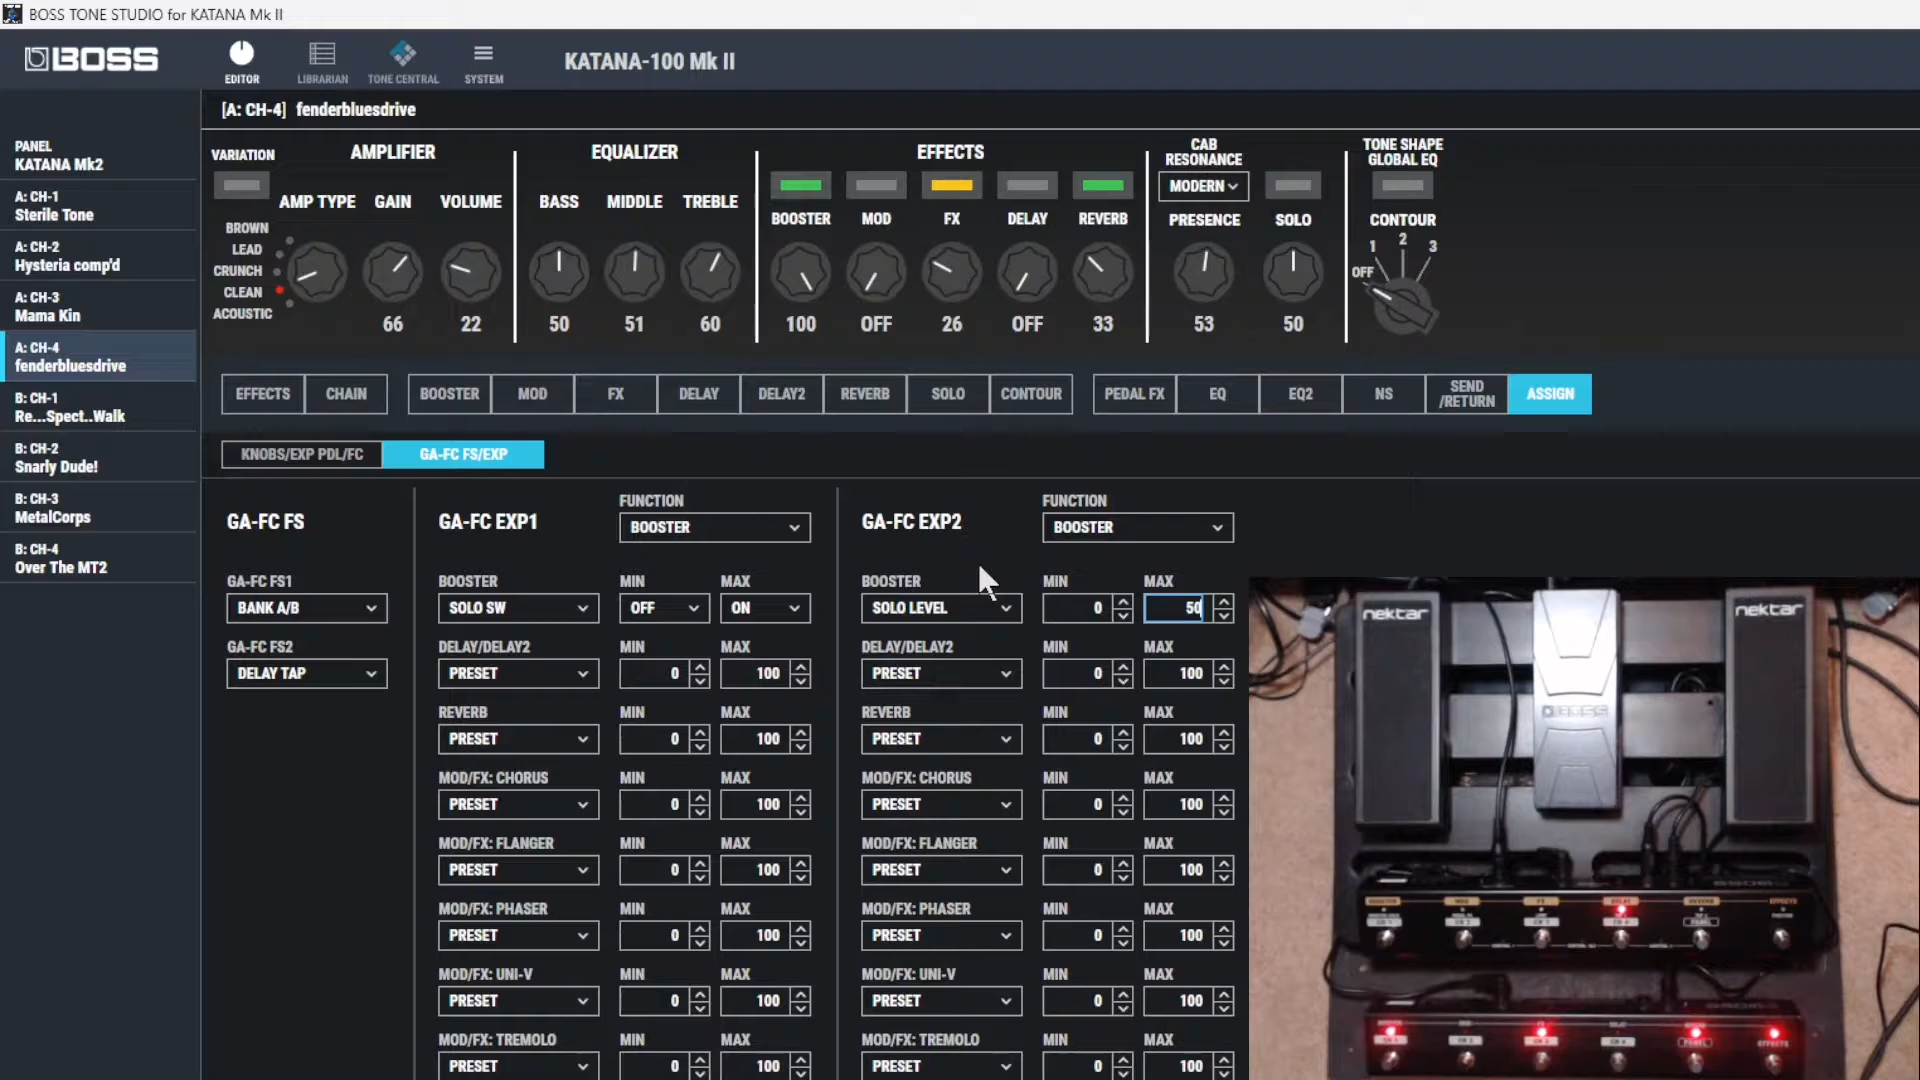 BOSS TONE STUDIO for KATANA Mk II
BOSS
EDITOR
LIBRARIAN
TONE CENTRAL
SYSTEM
KATANA-100 Mk II
[A: CH-4] fenderbluesdrive
PANEL
KATANA Mk2
A: CH-1
Sterile Tone
A: CH-2
Hysteria comp'd
A: CH-3
Mama Kin
A: CH-4
fenderbluesdrive
B: CH-1
Re...Spect..Walk
B: CH-2
Snarly Dude!
B: CH-3
MetalCorps
B: CH-4
Over The MT2
VARIATION
AMPLIFIER
AMP TYPE GAIN VOLUME
BROWN
LEAD
CRUNCH
CLEAN
ACOUSTIC
66 22
EQUALIZER
BASS MIDDLE TREBLE
50 51 60
EFFECTS
BOOSTER MOD FX DELAY REVERB
100 OFF 26 OFF 33
CAB
RESONANCE
MODERN
PRESENCE SOLO
53 50
TONE SHAPE
GLOBAL EQ
CONTOUR
OFF 1 2 3
EFFECTS CHAIN BOOSTER MOD FX DELAY DELAY2 REVERB SOLO CONTOUR PEDAL FX EQ EQ2 NS SEND
/RETURN ASSIGN
KNOBS/EXP PDL/FC GA-FC FS/EXP
GA-FC FS
GA-FC FS1
BANK A/B
GA-FC FS2
DELAY TAP
GA-FC EXP1
FUNCTION
BOOSTER
BOOSTER MIN MAX
SOLO SW OFF ON
DELAY/DELAY2 MIN MAX
PRESET 0 100
REVERB MIN MAX
PRESET 0 100
MOD/FX: CHORUS MIN MAX
PRESET 0 100
MOD/FX: FLANGER MIN MAX
PRESET 0 100
MOD/FX: PHASER MIN MAX
PRESET 0 100
MOD/FX: UNI-V MIN MAX
PRESET 0 100
MOD/FX: TREMOLO MIN MAX
PRESET 0 100
GA-FC EXP2
FUNCTION
BOOSTER
BOOSTER MIN MAX
SOLO LEVEL 0 50
DELAY/DELAY2 MIN MAX
PRESET 0 100
REVERB MIN MAX
PRESET 0 100
MOD/FX: CHORUS MIN MAX
PRESET 0 100
MOD/FX: FLANGER MIN MAX
PRESET 0 100
MOD/FX: PHASER MIN MAX
PRESET 0 100
MOD/FX: UNI-V MIN MAX
PRESET 0 100
MOD/FX: TREMOLO MIN MAX
PRESET 0 100
nektar
BOSS
nektar